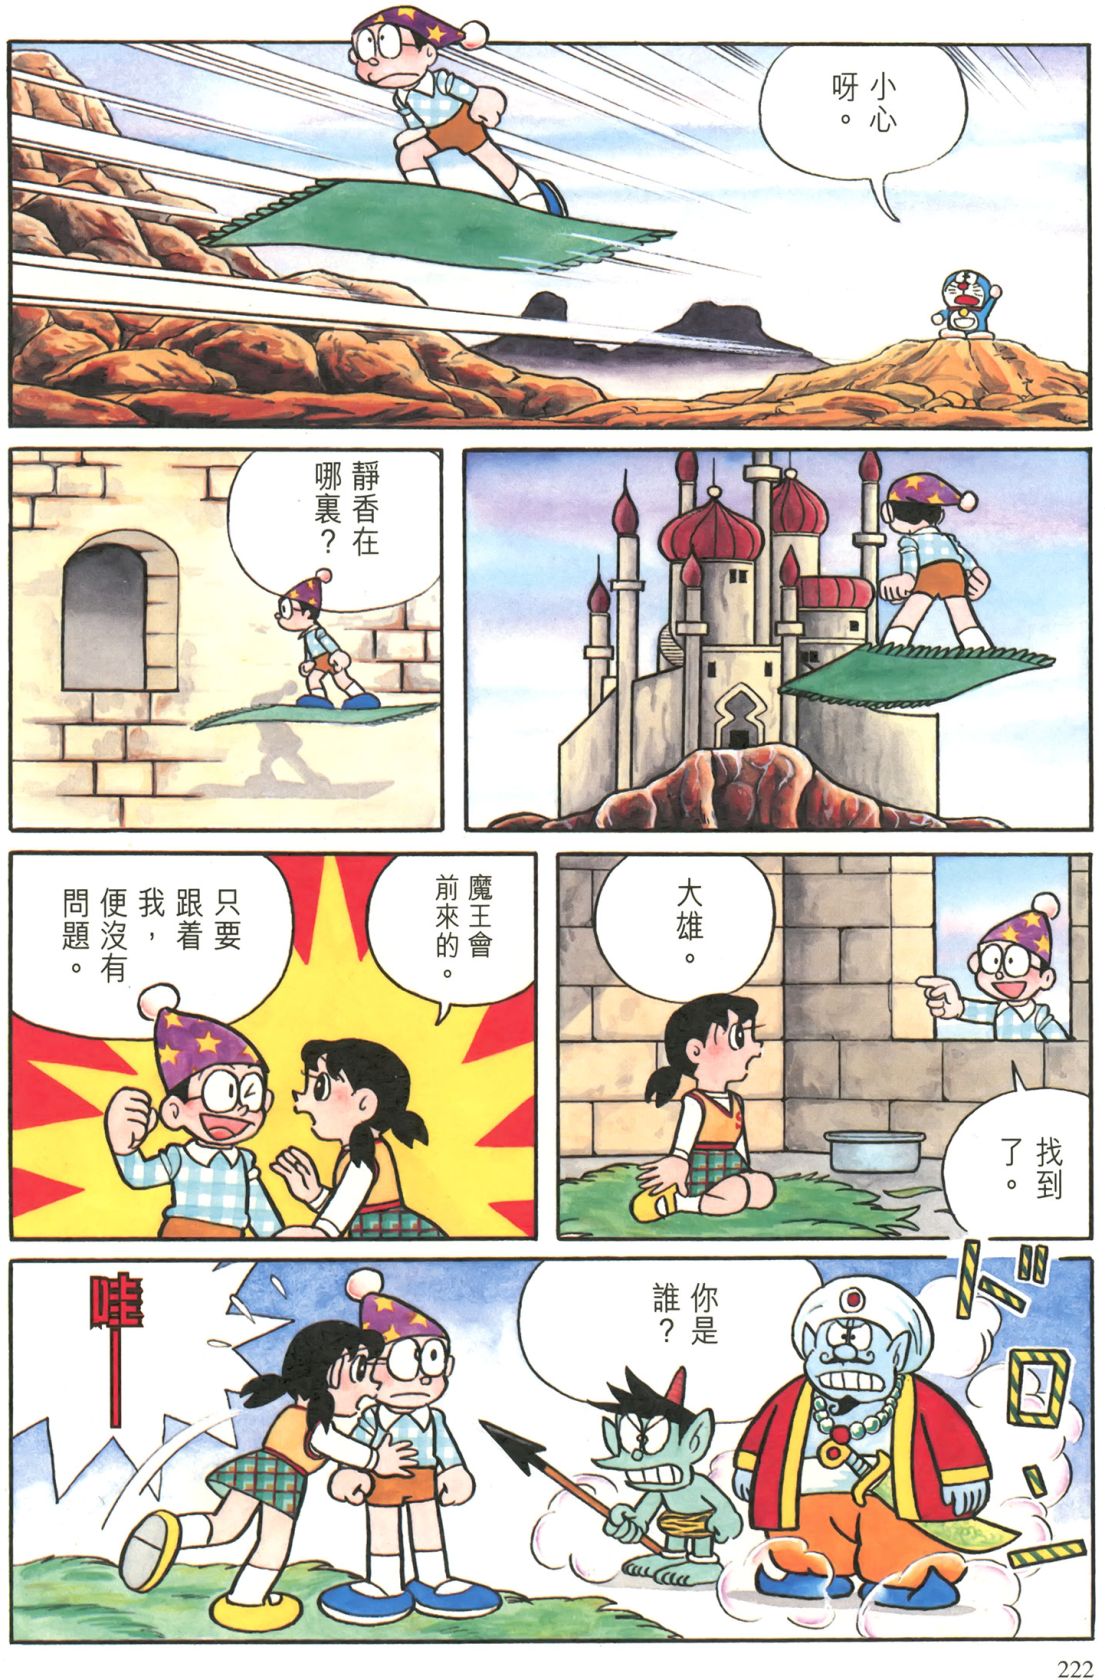 小心
呀。
靜香在
哪裏？
大雄。
找到
了。
魔王會
前來的。
只要
跟着
我，
便沒有
問題。
ドロ、ー
你是
誰？
哇—
222